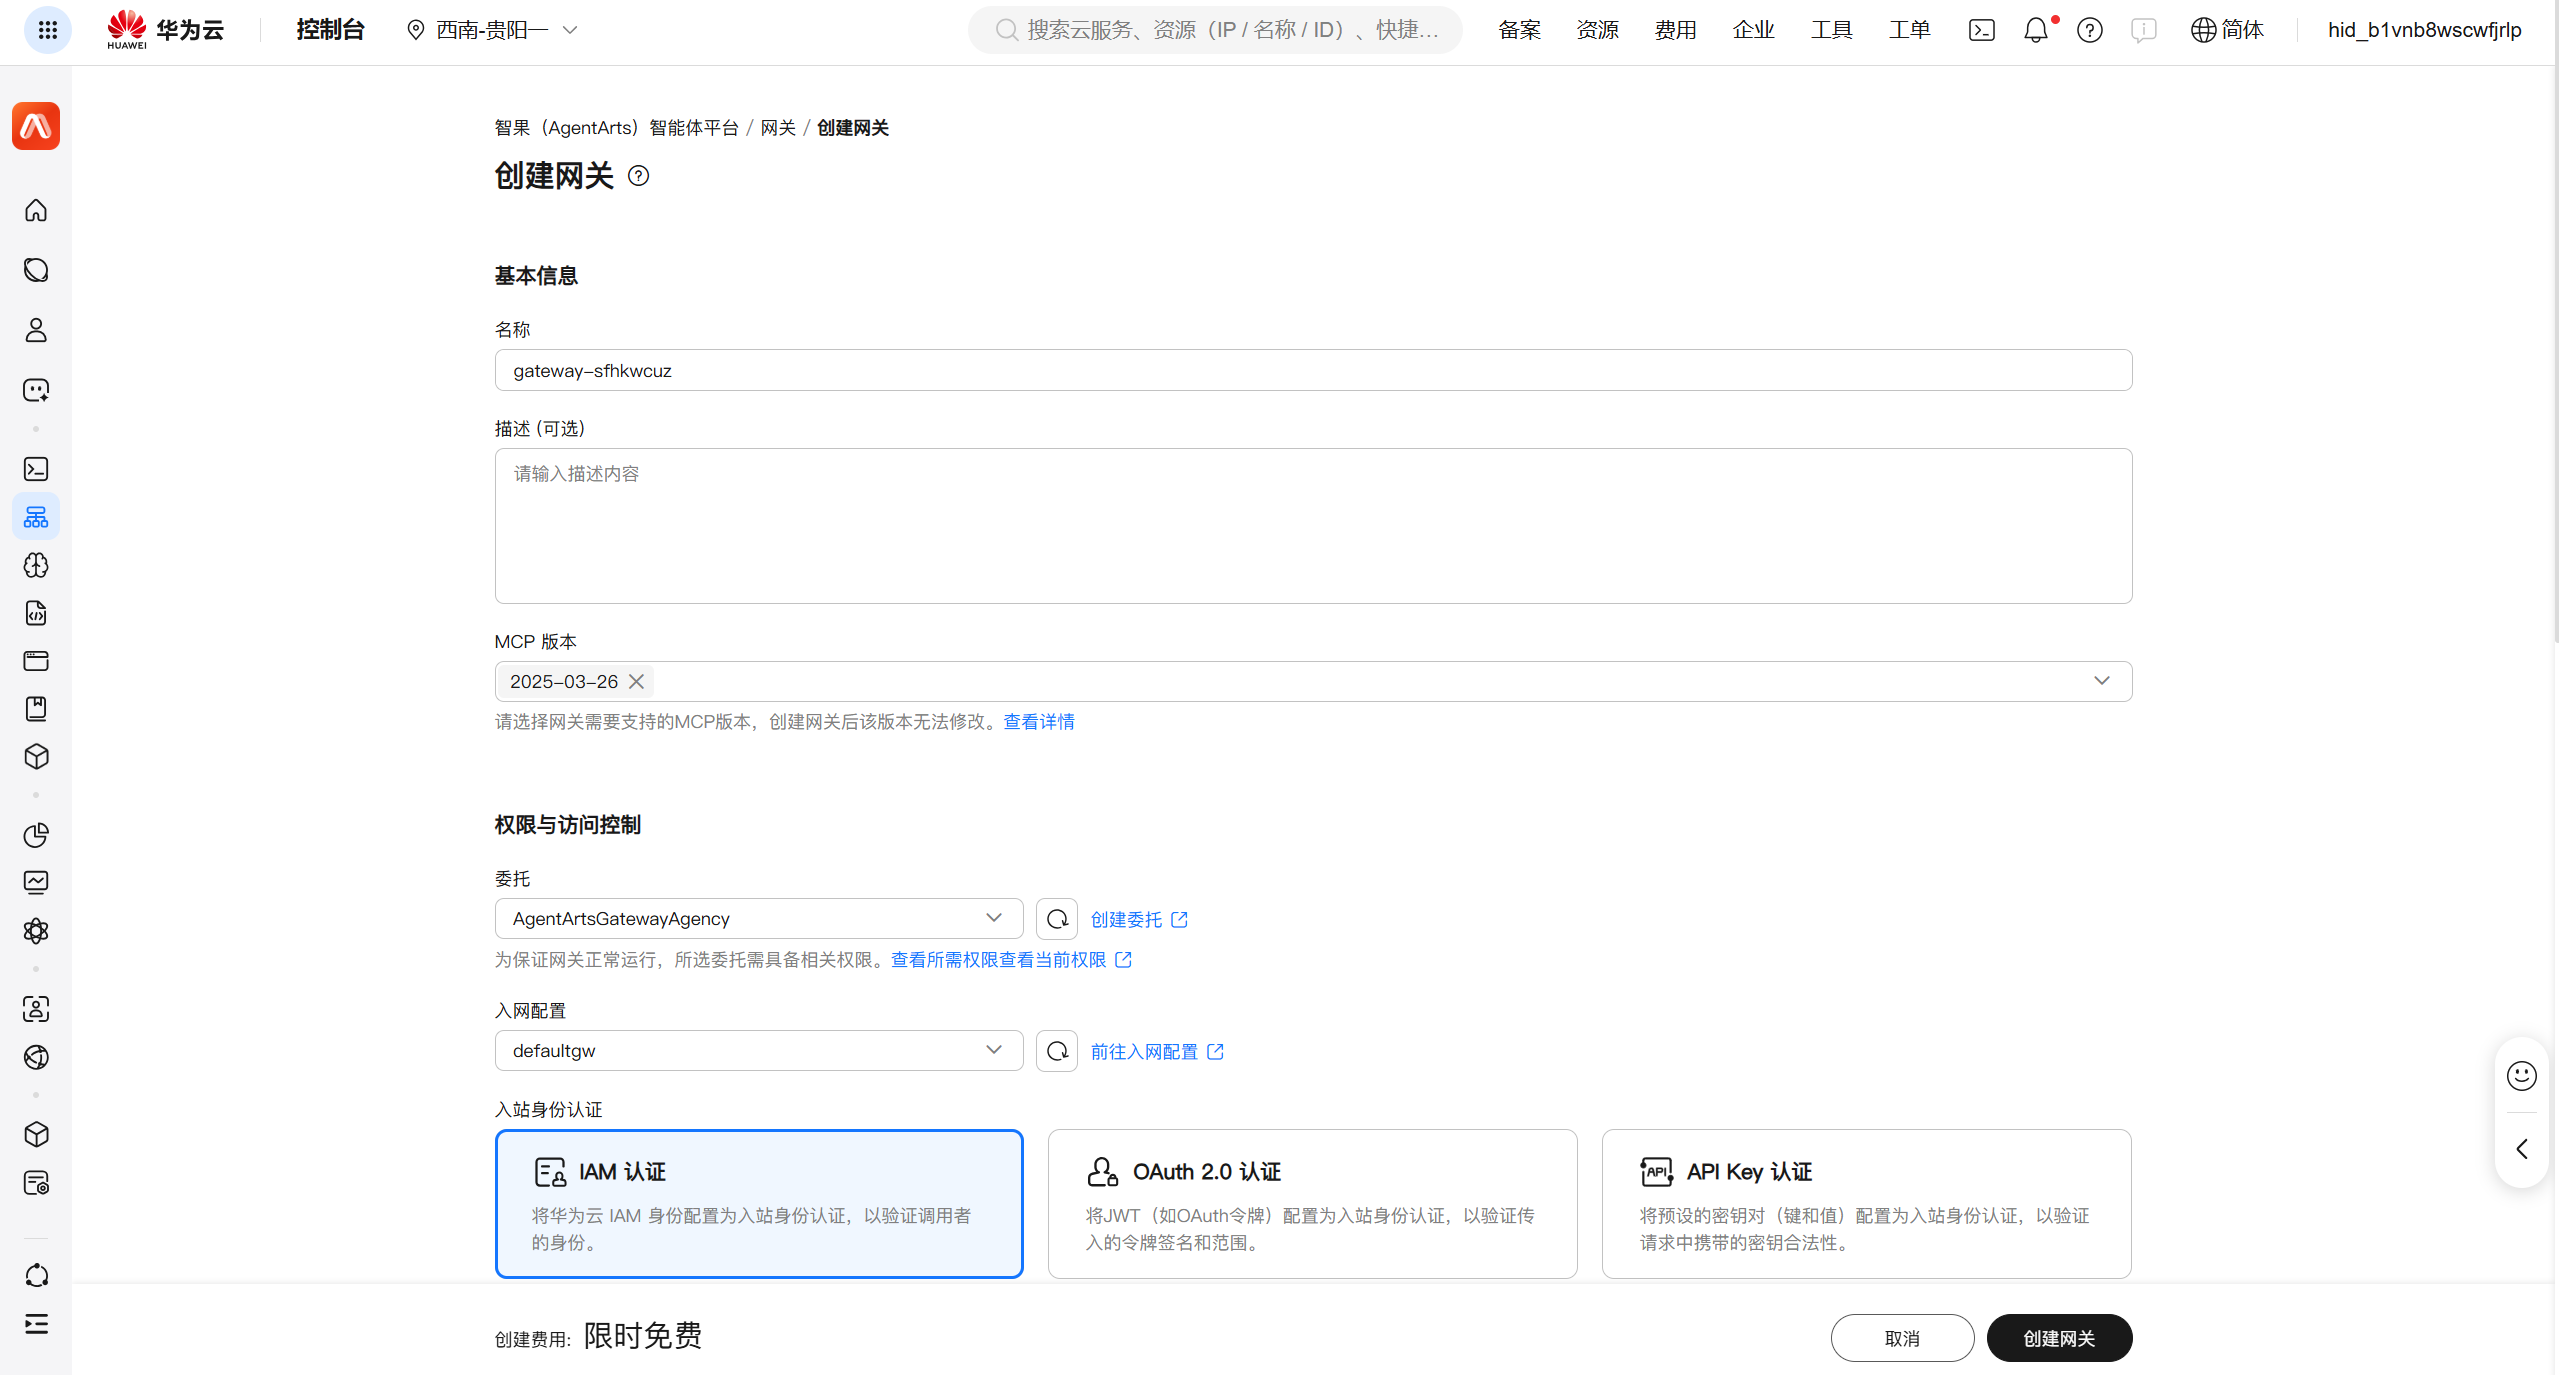 HUAWEI 华为云 控制台 西南-贵阳一 搜索云服务、资源（IP / 名称 / ID）、快捷... 备案 资源 费用 企业 工具 工单 简体 hid_b1vnb8wscwfjrlp
智果（AgentArts）智能体平台 / 网关 / 创建网关
创建网关
基本信息
名称
gateway-sfhkwcuz
描述 (可选)
请输入描述内容
MCP 版本
2025-03-26
请选择网关需要支持的MCP版本，创建网关后该版本无法修改。查看详情
权限与访问控制
委托
AgentArtsGatewayAgency 创建委托
为保证网关正常运行，所选委托需具备相关权限。查看所需权限查看当前权限
入网配置
defaultgw 前往入网配置
入站身份认证
IAM 认证
将华为云 IAM 身份配置为入站身份认证，以验证调用者
的身份。
OAuth 2.0 认证
将JWT（如OAuth令牌）配置为入站身份认证，以验证传
入的令牌签名和范围。
API API Key 认证
将预设的密钥对（键和值）配置为入站身份认证，以验证
请求中携带的密钥合法性。
创建费用: 限时免费 取消 创建网关